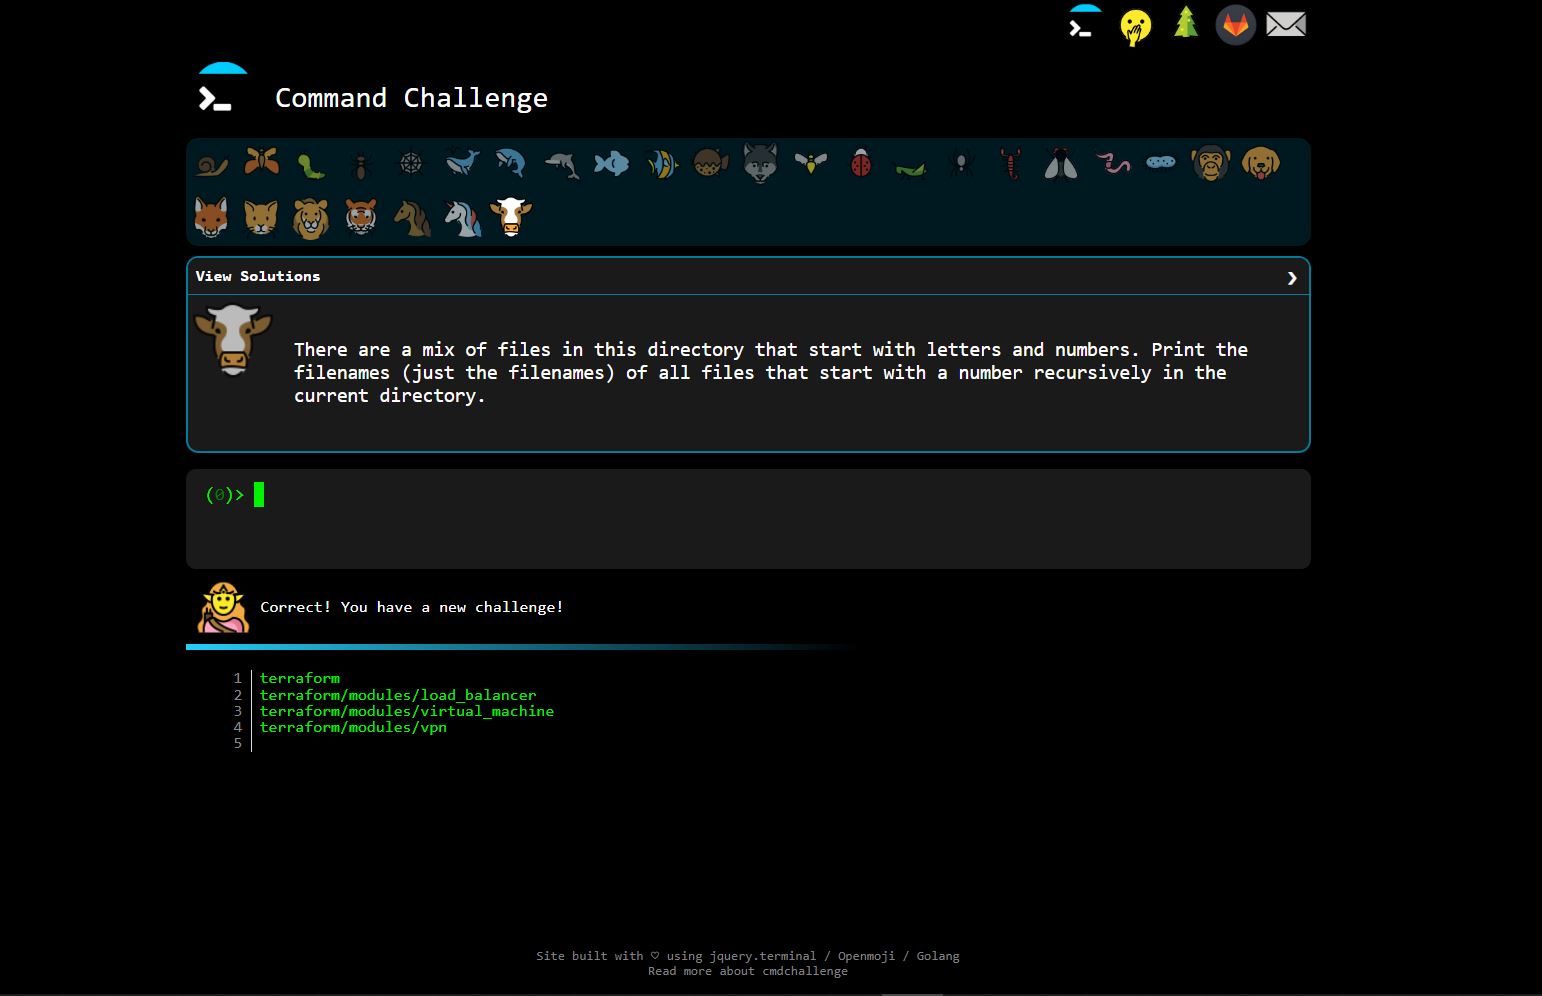 Command Challenge
View Solutions
There are a mix of files in this directory that start with letters and numbers. Print the
filenames (just the filenames) of all files that start with a number recursively in the
current directory.
(0)>
Correct! You have a new challenge!
1 terraform
2 terraform/modules/load_balancer
3 terraform/modules/virtual_machine
4 terraform/modules/vpn
5
Site built with ♡ using jquery.terminal / Openmoji / Golang
Read more about cmdchallenge